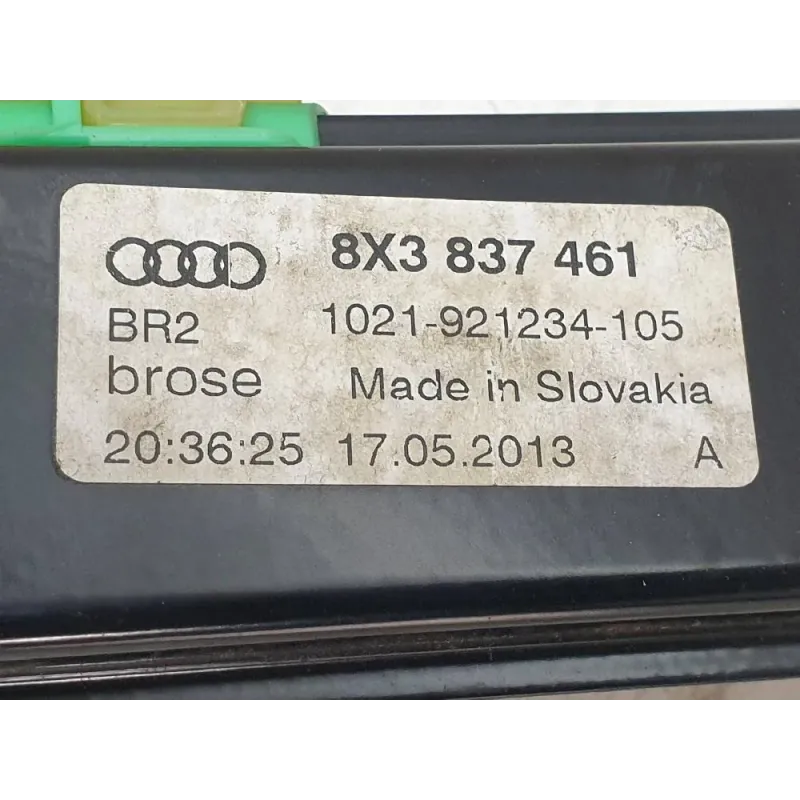 8X3 837 461
BR2 1021-921234-105
brose Made in Slovakia
20:36:25 17.05.2013 A